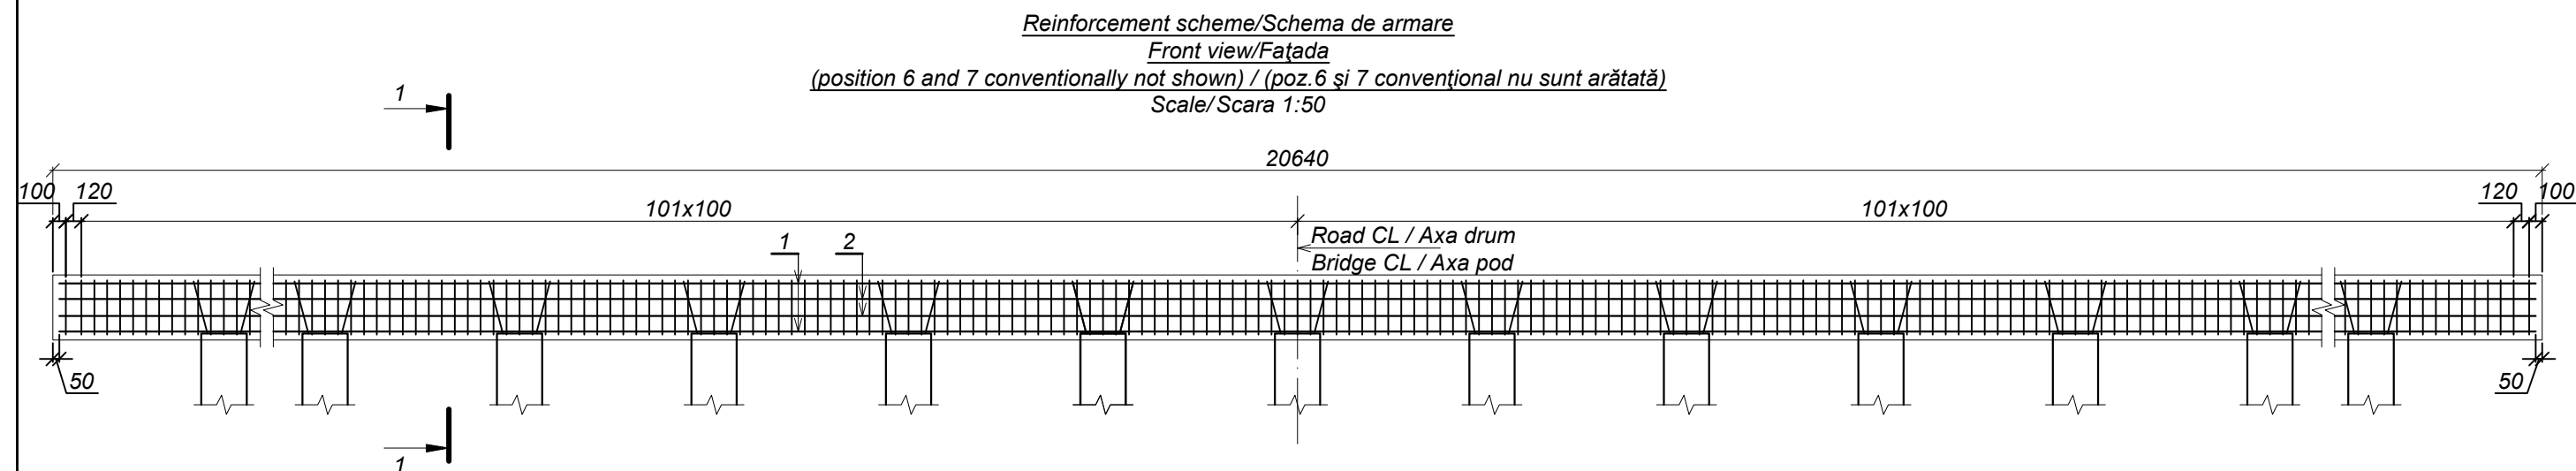 Reinforcement scheme/Schema de armare
Front view/Faţada
(position 6 and 7 conventionally not shown) / (poz.6 şi 7 convenţional nu sunt arătată)
Scale/Scara 1:50
1
20640
100 120 120 100
101x100 101x100
1 2
Road CL / Axa drum
Bridge CL / Axa pod
50 50
1